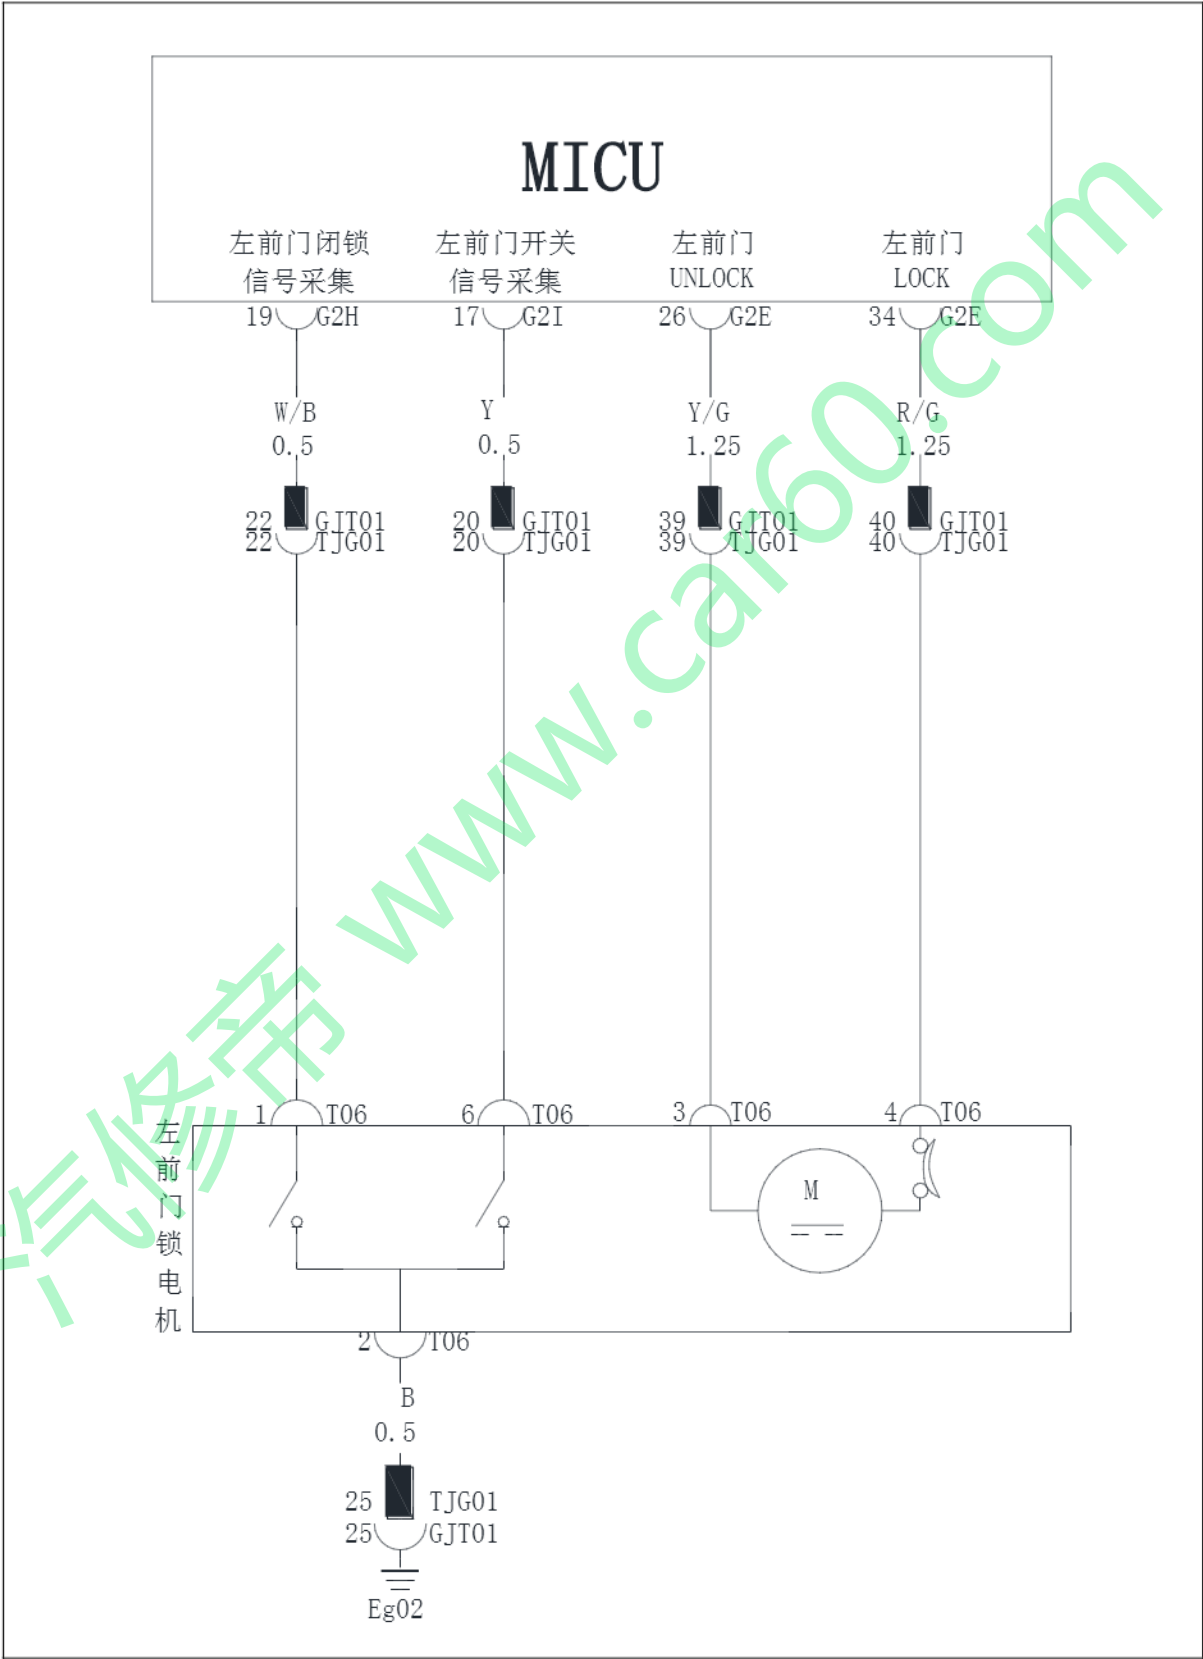 MICU
左前门闭锁 左前门开关 左前门 左前门
信号采集 信号采集 UNLOCK LOCK
19 G2H 17 G2I 26 G2E 34 G2E
W/B Y Y/G R/G
0.5 0.5 1.25 1.25
22 GJT01 20 GJT01 39 GJT01 40 GJT01
22 TJG01 20 TJG01 39 TJG01 40 TJG01
1 T06 6 T06 3 T06 4 T06
左前门锁电机
M
2 T06
B
0.5
25 TJG01
25 GJT01
Eg02
汽修帝 www.car60.com